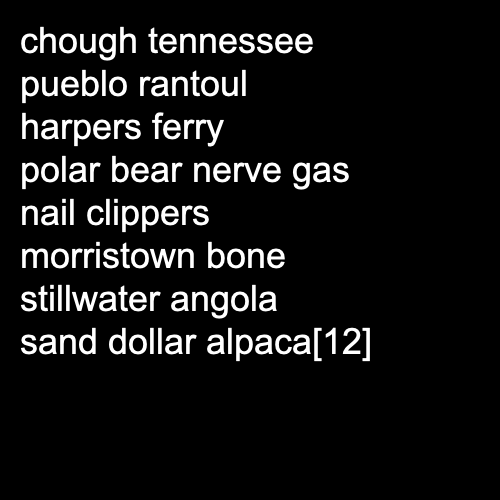 chough tennessee
pueblo rantoul
harpers ferry
polar bear nerve gas
nail clippers
morristown bone
stillwater angola
sand dollar alpaca[12]